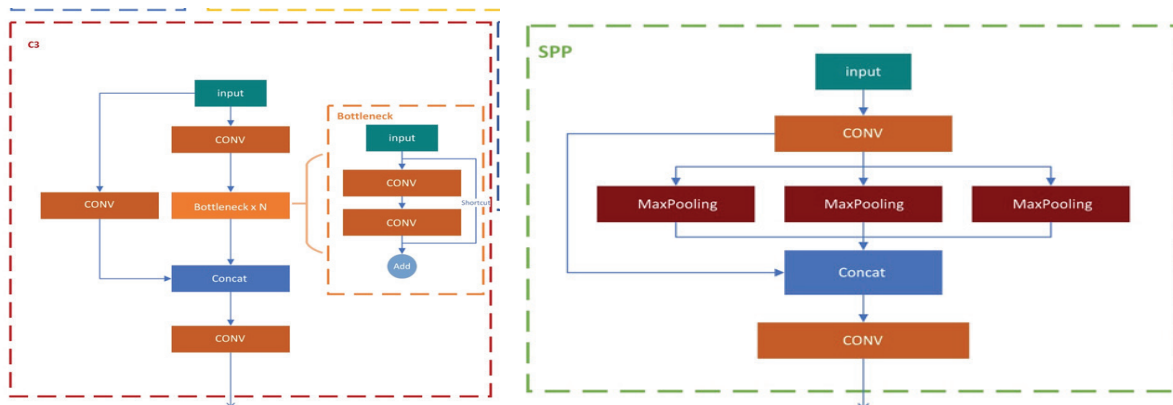 C3
input
CONV
CONV
Bottleneck x N
Concat
CONV
Bottleneck
input
CONV
Shortcut
CONV
Add
SPP
input
CONV
MaxPooling
MaxPooling
MaxPooling
Concat
CONV